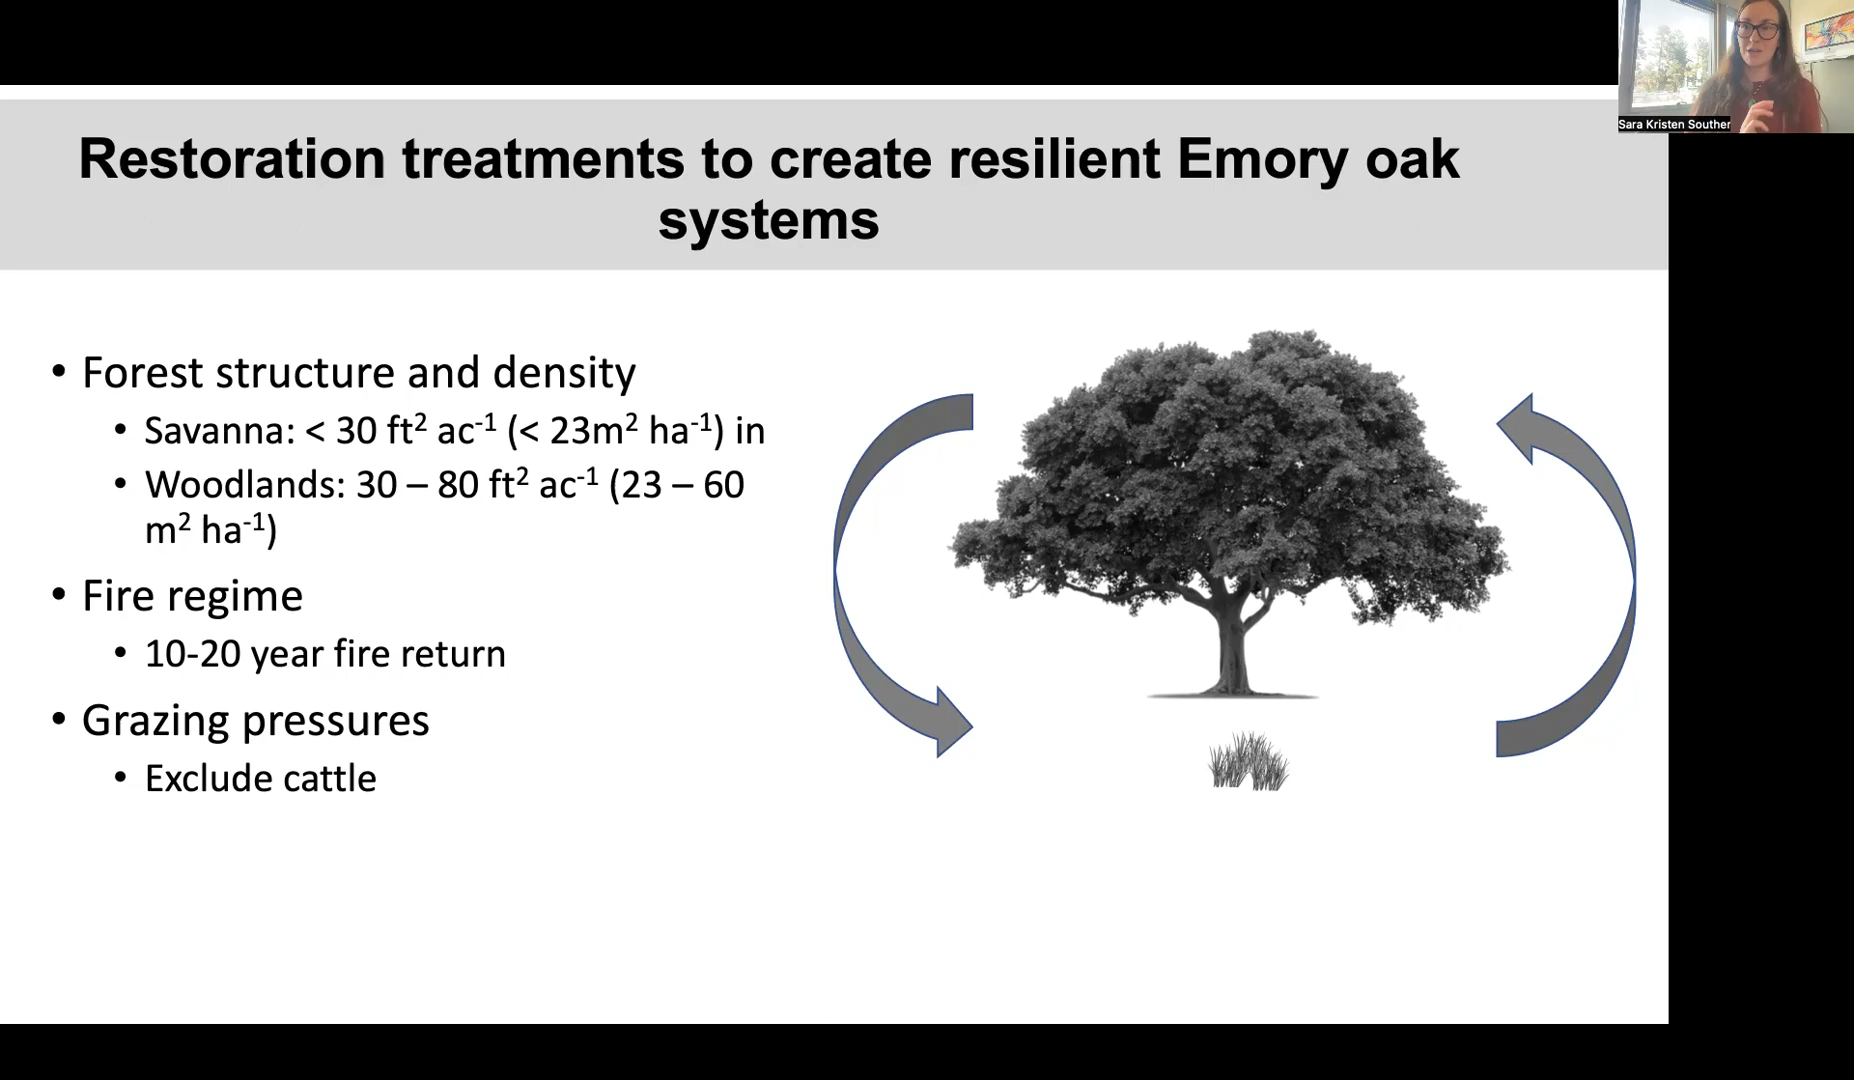 Sara Kristen Souther
Restoration treatments to create resilient Emory oak
systems
• Forest structure and density
• Savanna: < 30 ft² ac⁻¹ (< 23m² ha⁻¹) in
• Woodlands: 30 – 80 ft² ac⁻¹ (23 – 60
m² ha⁻¹)
• Fire regime
• 10-20 year fire return
• Grazing pressures
• Exclude cattle